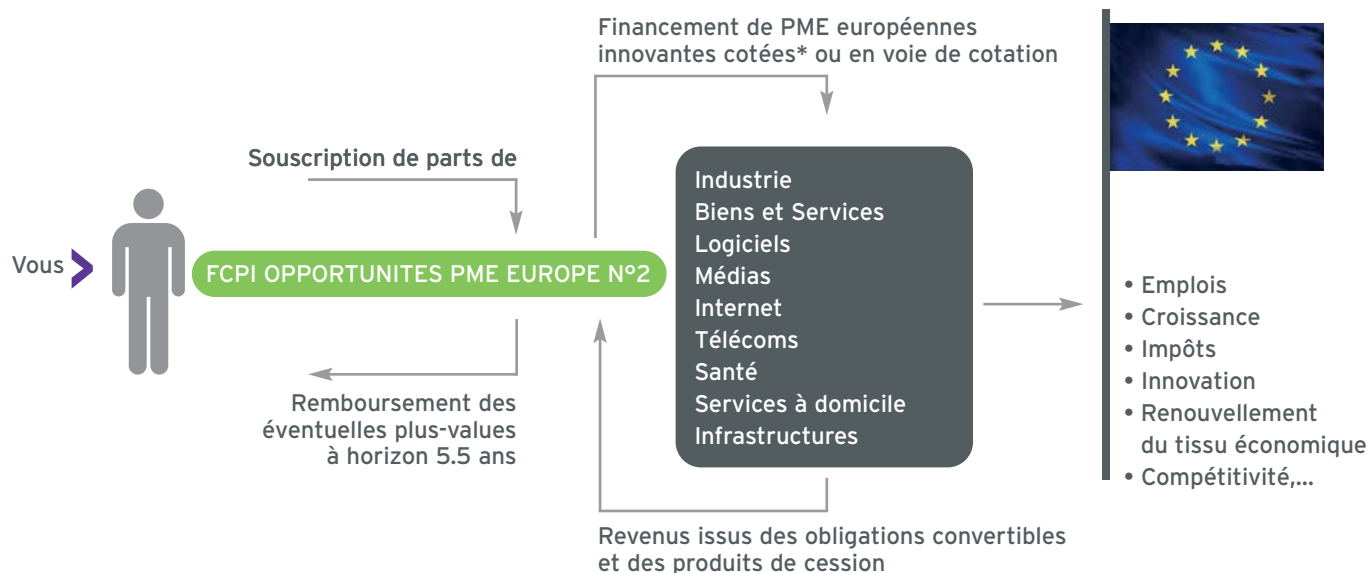 Financement de PME européennes
innovantes cotées* ou en voie de cotation
Souscription de parts de
Vous
FCPI OPPORTUNITES PME EUROPE N°2
Remboursement des
éventuelles plus-values
à horizon 5.5 ans
Industrie
Biens et Services
Logiciels
Médias
Internet
Télécoms
Santé
Services à domicile
Infrastructures
Revenus issus des obligations convertibles
et des produits de cession
• Emplois
• Croissance
• Impôts
• Innovation
• Renouvellement
du tissu économique
• Compétitivité,...